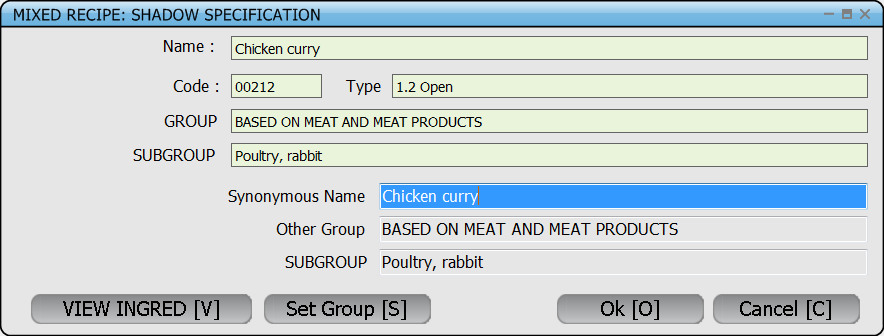 MIXED RECIPE: SHADOW SPECIFICATION
Name : Chicken curry
Code : 00212 Type 1.2 Open
GROUP BASED ON MEAT AND MEAT PRODUCTS
SUBGROUP Poultry, rabbit
Synonymous Name Chicken curry
Other Group BASED ON MEAT AND MEAT PRODUCTS
SUBGROUP Poultry, rabbit
VIEW INGRED [V] Set Group [S] Ok [O] Cancel [C]